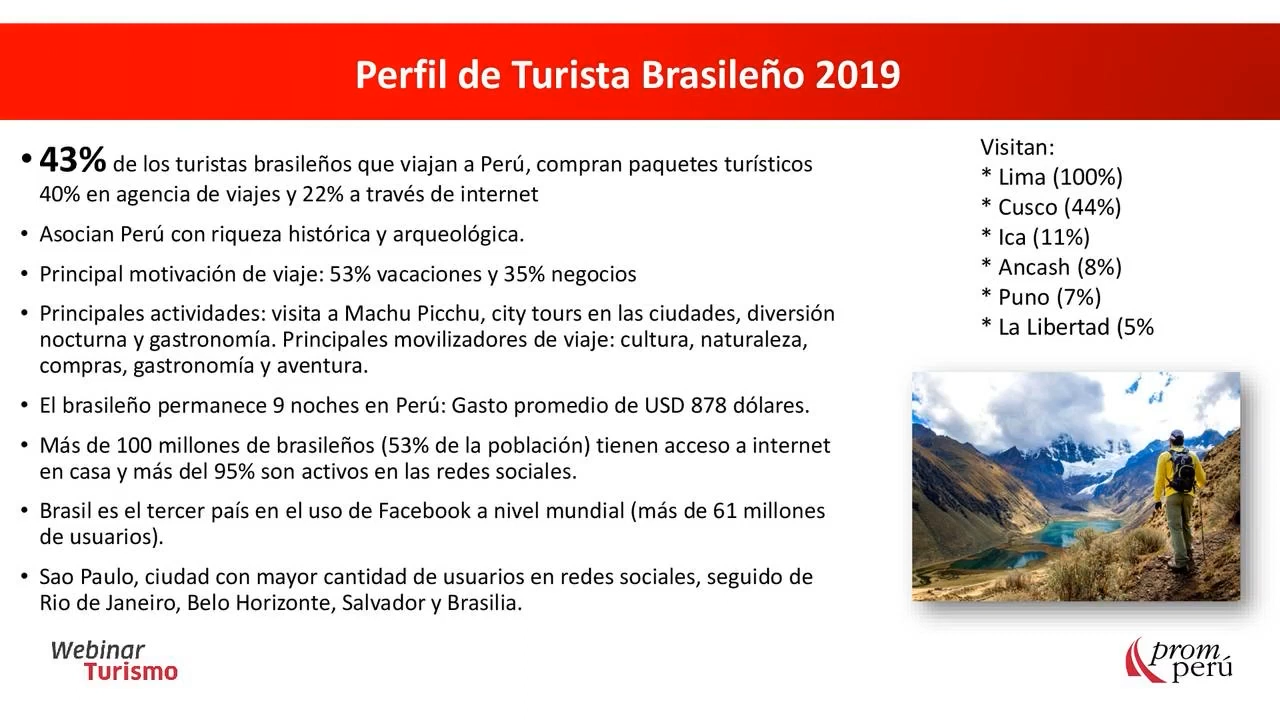 Perfil de Turista Brasileño 2019
• 43% de los turistas brasileños que viajan a Perú, compran paquetes turísticos
40% en agencia de viajes y 22% a través de internet
• Asocian Perú con riqueza histórica y arqueológica.
• Principal motivación de viaje: 53% vacaciones y 35% negocios
• Principales actividades: visita a Machu Picchu, city tours en las ciudades, diversión
nocturna y gastronomía. Principales movilizadores de viaje: cultura, naturaleza,
compras, gastronomía y aventura.
• El brasileño permanece 9 noches en Perú: Gasto promedio de USD 878 dólares.
• Más de 100 millones de brasileños (53% de la población) tienen acceso a internet
en casa y más del 95% son activos en las redes sociales.
• Brasil es el tercer país en el uso de Facebook a nivel mundial (más de 61 millones
de usuarios).
• Sao Paulo, ciudad con mayor cantidad de usuarios en redes sociales, seguido de
Rio de Janeiro, Belo Horizonte, Salvador y Brasilia.
Visitan:
* Lima (100%)
* Cusco (44%)
* Ica (11%)
* Ancash (8%)
* Puno (7%)
* La Libertad (5%
Webinar
Turismo
prom
perú